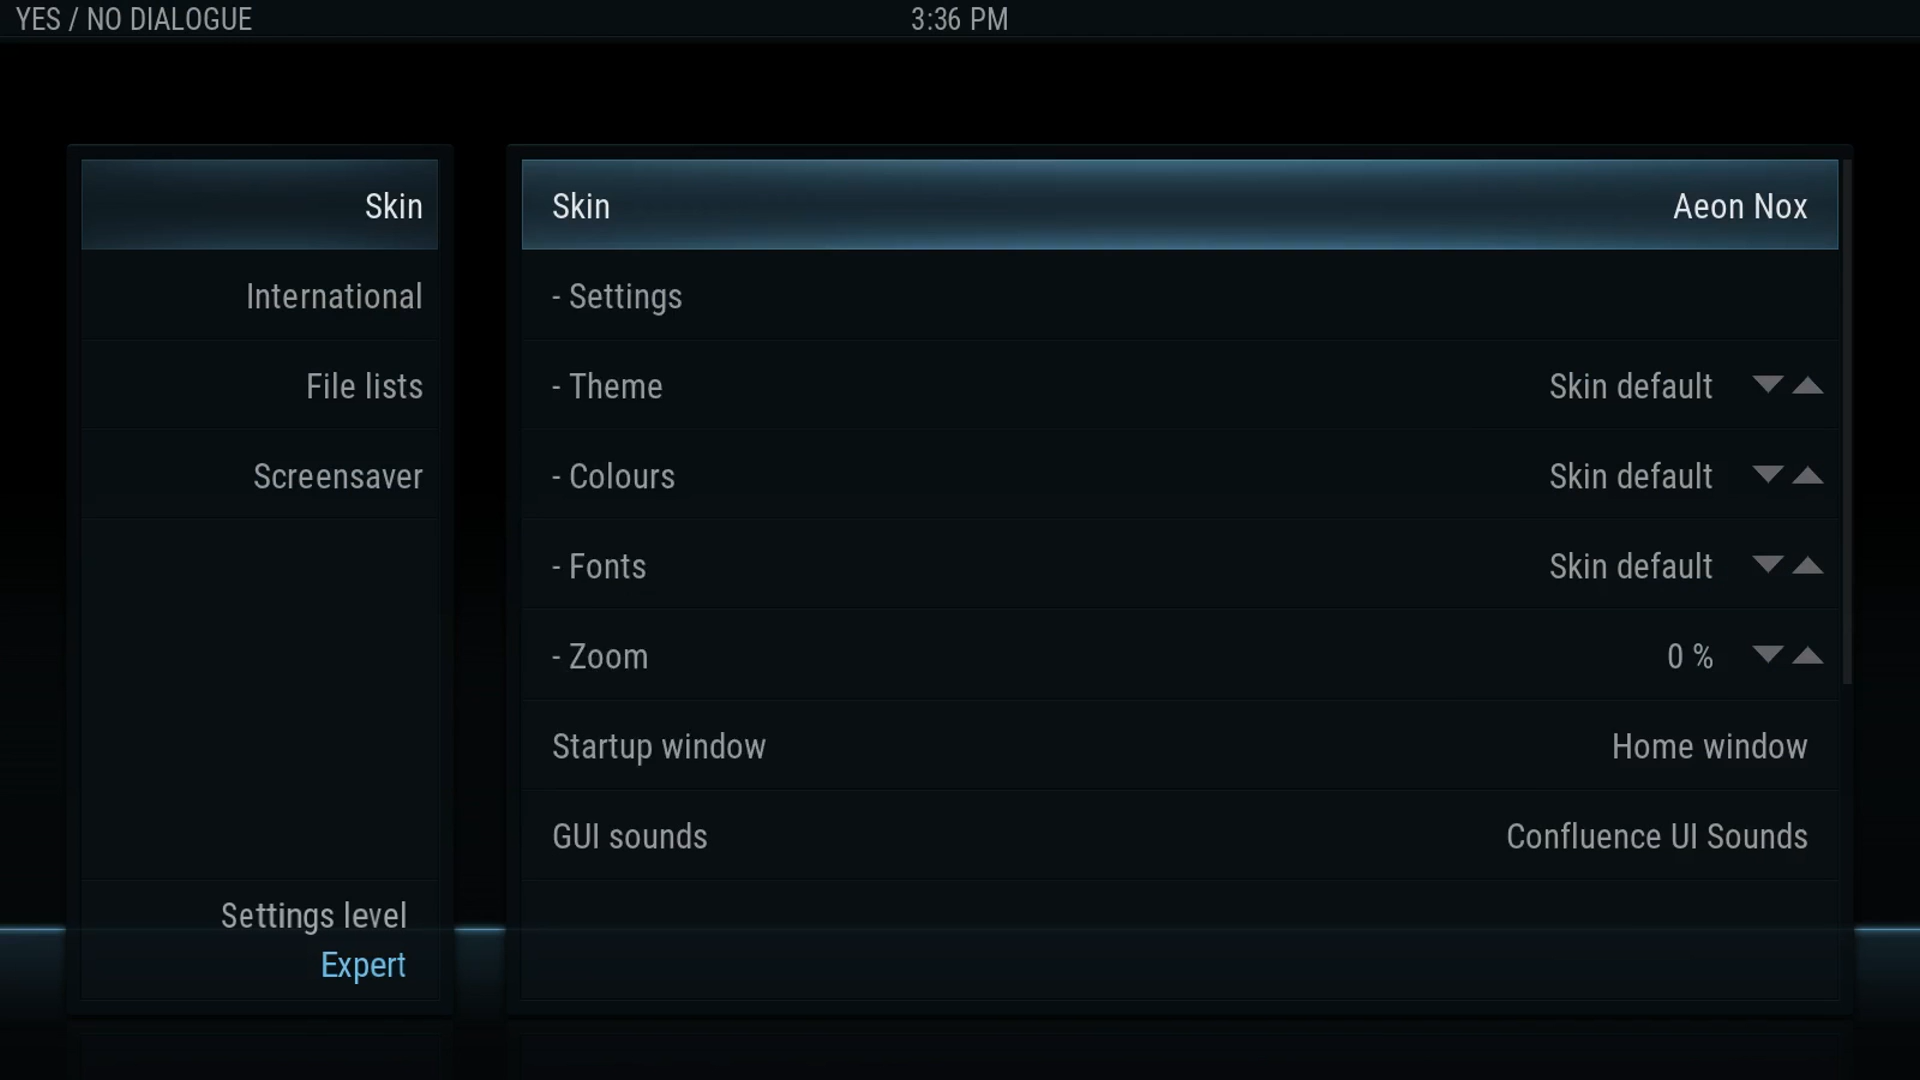 YES / NO DIALOGUE
3:36 PM
Skin
International
File lists
Screensaver
Settings level
Expert
Skin Aeon Nox
- Settings
- Theme Skin default
- Colours Skin default
- Fonts Skin default
- Zoom 0 %
Startup window Home window
GUI sounds Confluence UI Sounds